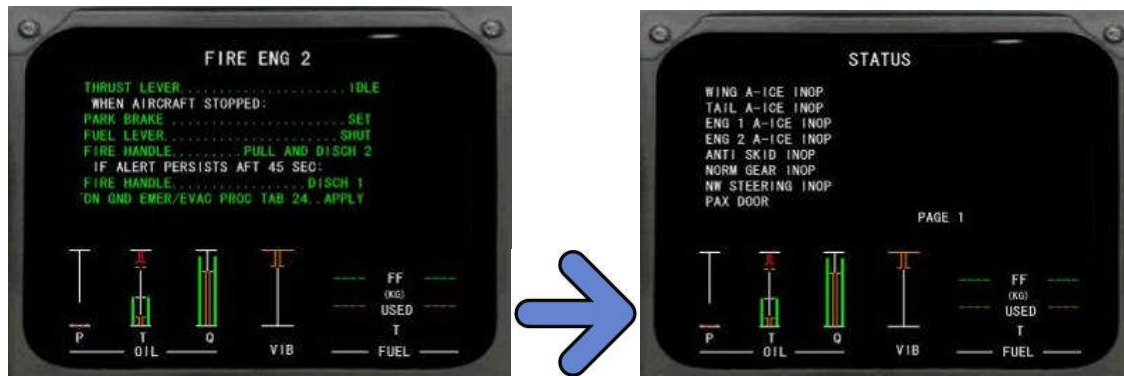 FIRE ENG 2
THRUST LEVER......................IDLE
WHEN AIRCRAFT STOPPED:
PARK BRAKE......................SET
FUEL LEVER......................SHUT
FIRE HANDLE.........PULL AND DISCH 2
IF ALERT PERSISTS AFT 45 SEC:
FIRE HANDLE.................DISCH 1
ON GND EMER/EVAC PROC TAB 24..APPLY
FF
(KG)
USED
P T Q T
OIL VIB FUEL
STATUS
WING A-ICE INOP
TAIL A-ICE INOP
ENG 1 A-ICE INOP
ENG 2 A-ICE INOP
ANTI SKID INOP
NORM GEAR INOP
NW STEERING INOP
PAX DOOR
PAGE 1
FF
(KG)
USED
P T Q T
OIL VIB FUEL